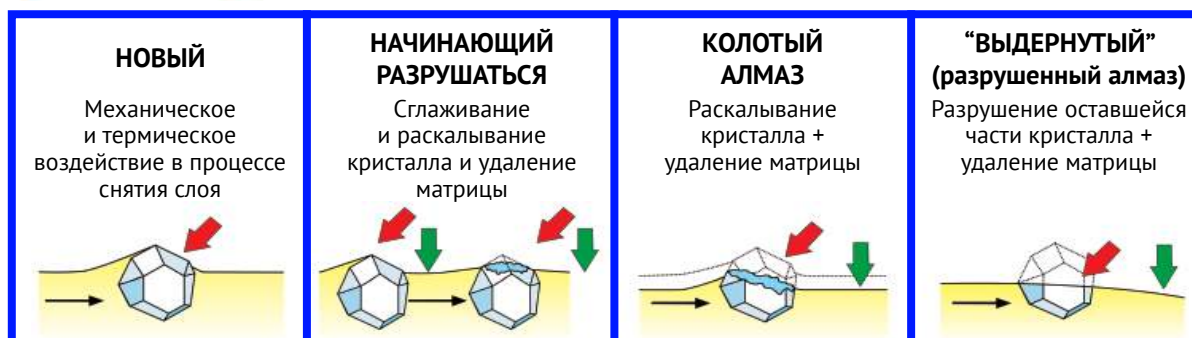 НОВЫЙ
Механическое
и термическое
воздействие в процессе
снятия слоя
НАЧИНАЮЩИЙ
РАЗРУШАТЬСЯ
Сглаживание
и раскалывание
кристалла и удаление
матрицы
КОЛОТЫЙ
АЛМАЗ
Раскалывание
кристалла +
удаление матрицы
“ВЫДЕРНУТЫЙ”
(разрушенный алмаз)
Разрушение оставшейся
части кристалла +
удаление матрицы